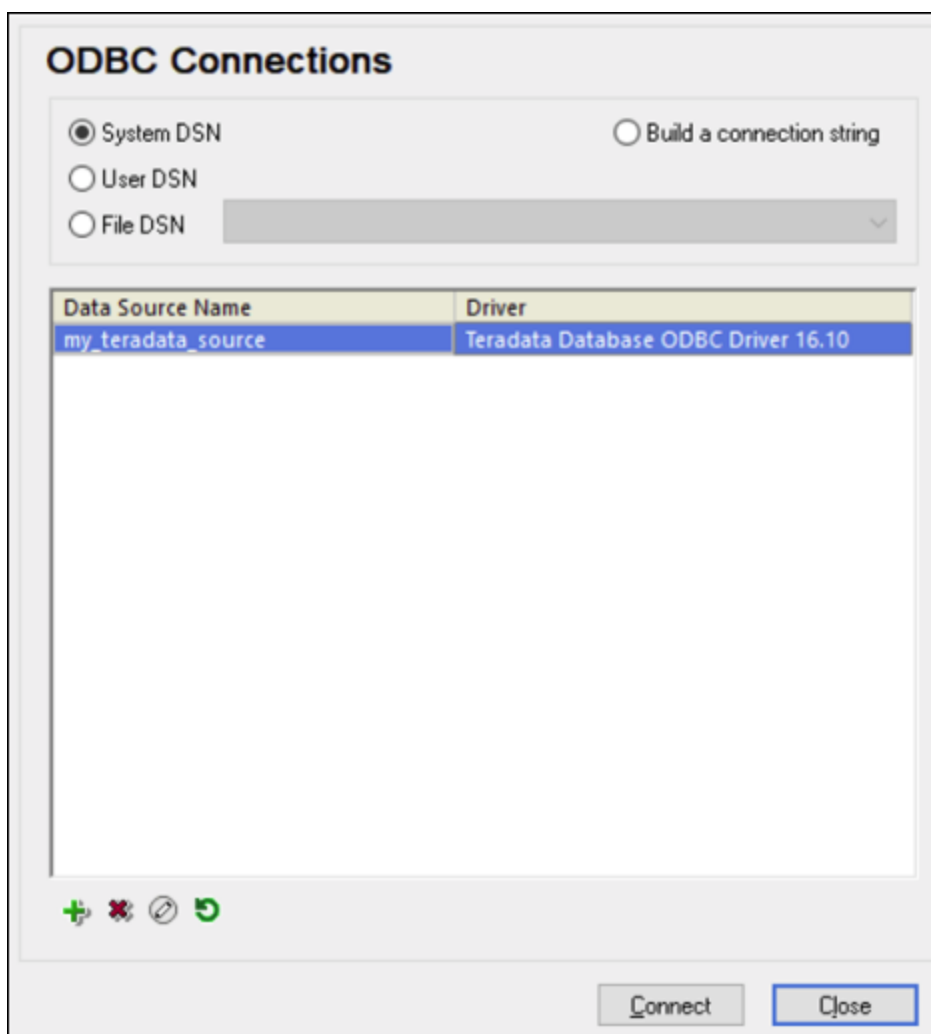 ODBC Connections
System DSN
Build a connection string
User DSN
File DSN
Data Source Name Driver
my_teradata_source Teradata Database ODBC Driver 16.10
Connect Close